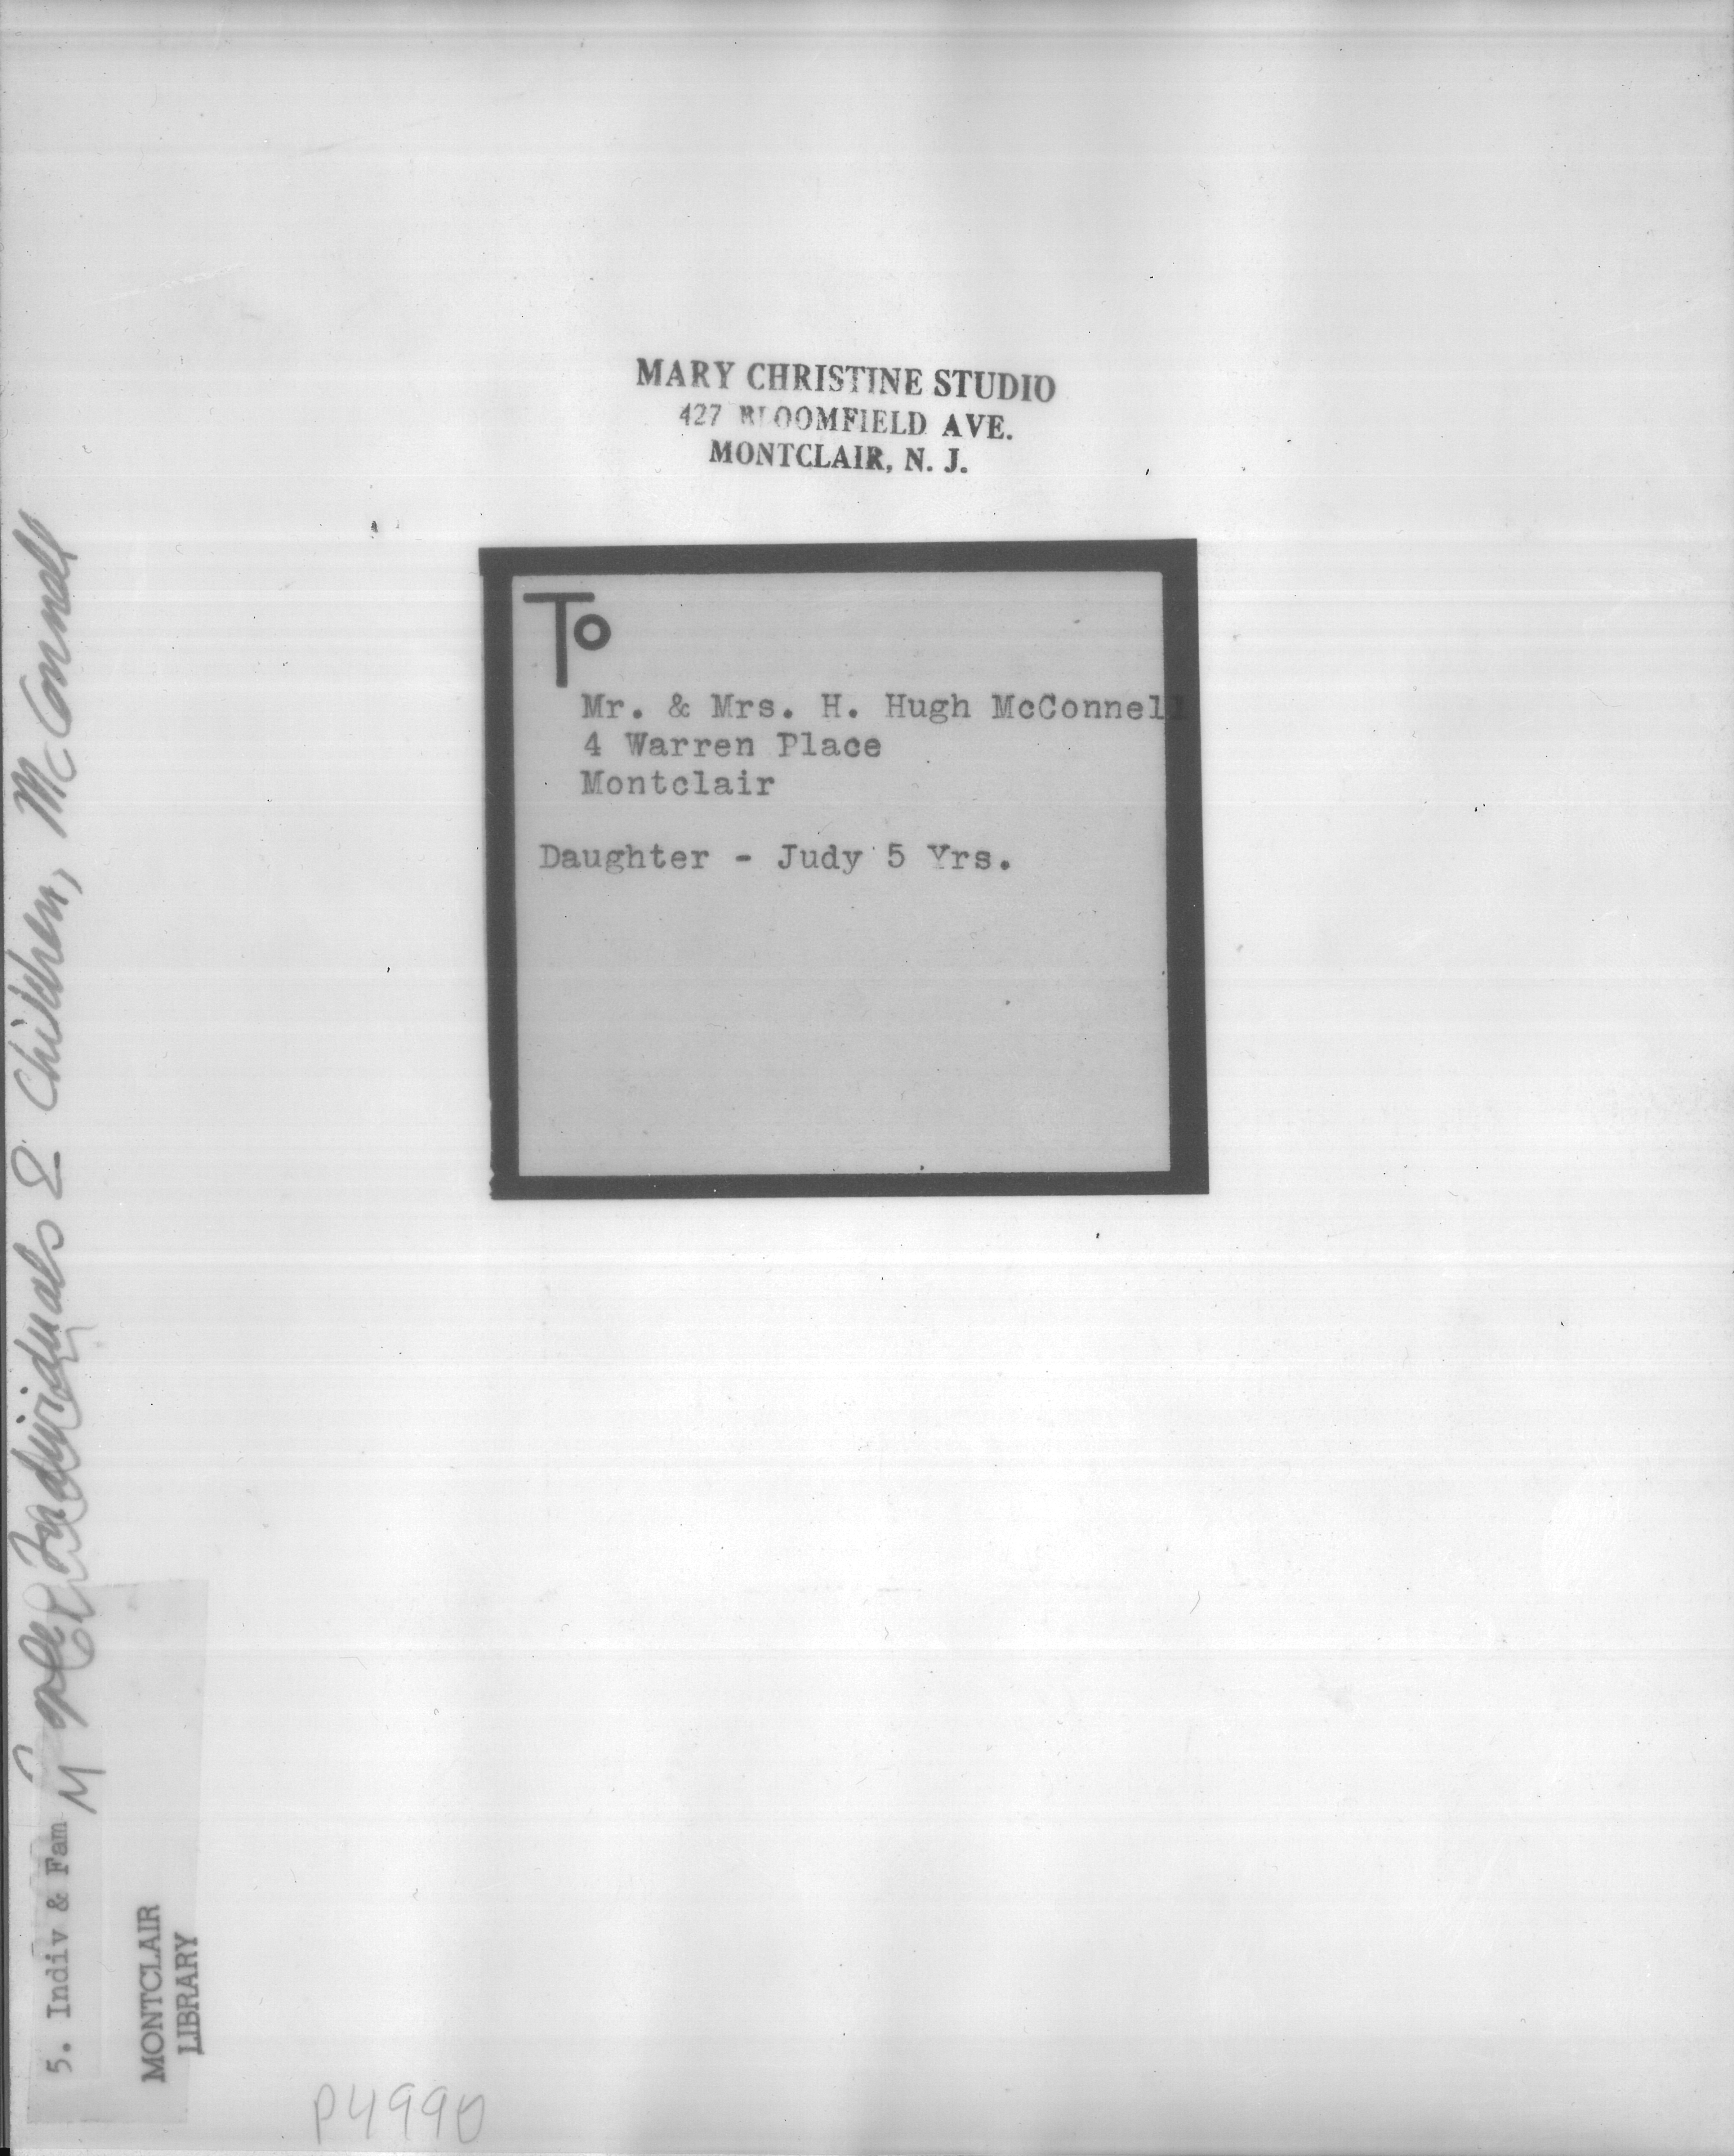 MARY CHRISTINE STUDIO
427 BLOOMFIELD AVE.
MONTCLAIR, N. J.
To
Mr. & Mrs. H. Hugh McConnell
4 Warren Place
Montclair
Daughter - Judy 5 Yrs.
Individuals & Children, McConnell
5. Indiv & Fam
M
MONTCLAIR
LIBRARY
P4990